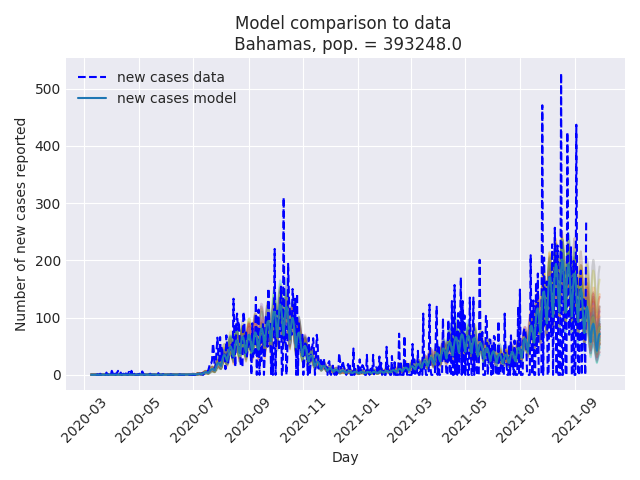 Model comparison to data
Bahamas, pop. = 393248.0
new cases data
new cases model
Number of new cases reported
500
400
300
200
100
0
2020-03
2020-05
2020-07
2020-09
2020-11
2021-01
2021-03
2021-05
2021-07
2021-09
Day